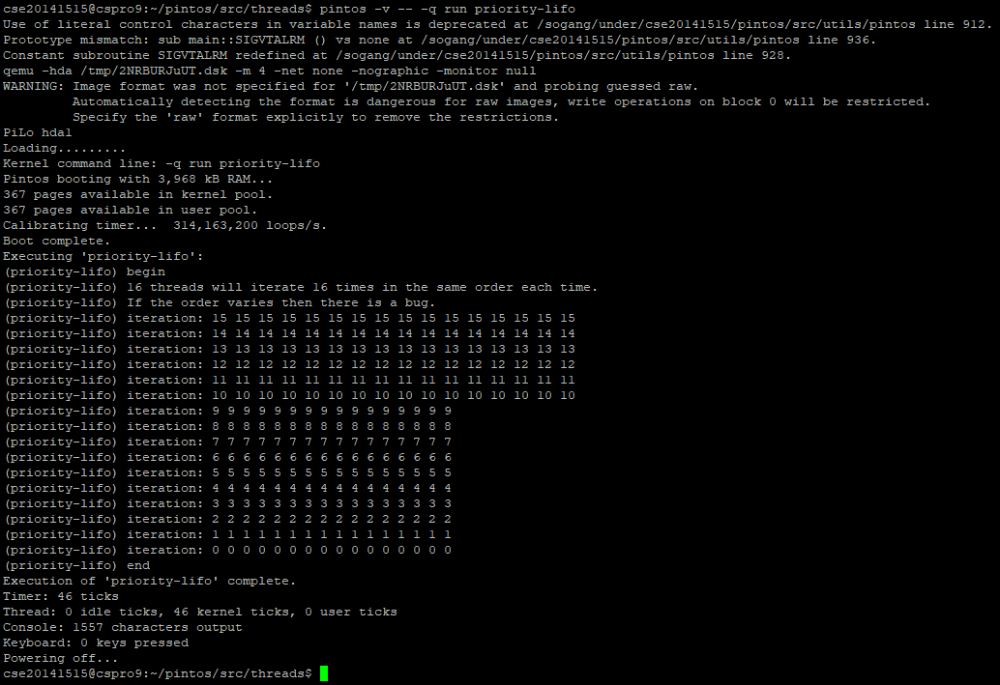 cse20141515@cspro9:~/pintos/src/threads$ pintos -v -- -q run priority-lifo
Use of literal control characters in variable names is deprecated at /sogang/under/cse20141515/pintos/src/utils/pintos line 912.
Prototype mismatch: sub main::SIGVTALRM () vs none at /sogang/under/cse20141515/pintos/src/utils/pintos line 936.
Constant subroutine SIGVTALRM redefined at /sogang/under/cse20141515/pintos/src/utils/pintos line 928.
qemu -hda /tmp/2NRBURJuUT.dsk -m 4 -net none -nographic -monitor null
WARNING: Image format was not specified for '/tmp/2NRBURJuUT.dsk' and probing guessed raw.
         Automatically detecting the format is dangerous for raw images, write operations on block 0 will be restricted.
         Specify the 'raw' format explicitly to remove the restrictions.
PiLo hda1
Loading.........
Kernel command line: -q run priority-lifo
Pintos booting with 3,968 kB RAM...
367 pages available in kernel pool.
367 pages available in user pool.
Calibrating timer...  314,163,200 loops/s.
Boot complete.
Executing 'priority-lifo':
(priority-lifo) begin
(priority-lifo) 16 threads will iterate 16 times in the same order each time.
(priority-lifo) If the order varies then there is a bug.
(priority-lifo) iteration: 15 15 15 15 15 15 15 15 15 15 15 15 15 15 15 15
(priority-lifo) iteration: 14 14 14 14 14 14 14 14 14 14 14 14 14 14 14 14
(priority-lifo) iteration: 13 13 13 13 13 13 13 13 13 13 13 13 13 13 13 13
(priority-lifo) iteration: 12 12 12 12 12 12 12 12 12 12 12 12 12 12 12 12
(priority-lifo) iteration: 11 11 11 11 11 11 11 11 11 11 11 11 11 11 11 11
(priority-lifo) iteration: 10 10 10 10 10 10 10 10 10 10 10 10 10 10 10 10
(priority-lifo) iteration: 9 9 9 9 9 9 9 9 9 9 9 9 9 9 9 9
(priority-lifo) iteration: 8 8 8 8 8 8 8 8 8 8 8 8 8 8 8 8
(priority-lifo) iteration: 7 7 7 7 7 7 7 7 7 7 7 7 7 7 7 7
(priority-lifo) iteration: 6 6 6 6 6 6 6 6 6 6 6 6 6 6 6 6
(priority-lifo) iteration: 5 5 5 5 5 5 5 5 5 5 5 5 5 5 5 5
(priority-lifo) iteration: 4 4 4 4 4 4 4 4 4 4 4 4 4 4 4 4
(priority-lifo) iteration: 3 3 3 3 3 3 3 3 3 3 3 3 3 3 3 3
(priority-lifo) iteration: 2 2 2 2 2 2 2 2 2 2 2 2 2 2 2 2
(priority-lifo) iteration: 1 1 1 1 1 1 1 1 1 1 1 1 1 1 1 1
(priority-lifo) iteration: 0 0 0 0 0 0 0 0 0 0 0 0 0 0 0 0
(priority-lifo) end
Execution of 'priority-lifo' complete.
Timer: 46 ticks
Thread: 0 idle ticks, 46 kernel ticks, 0 user ticks
Console: 1557 characters output
Keyboard: 0 keys pressed
Powering off...
cse20141515@cspro9:~/pintos/src/threads$